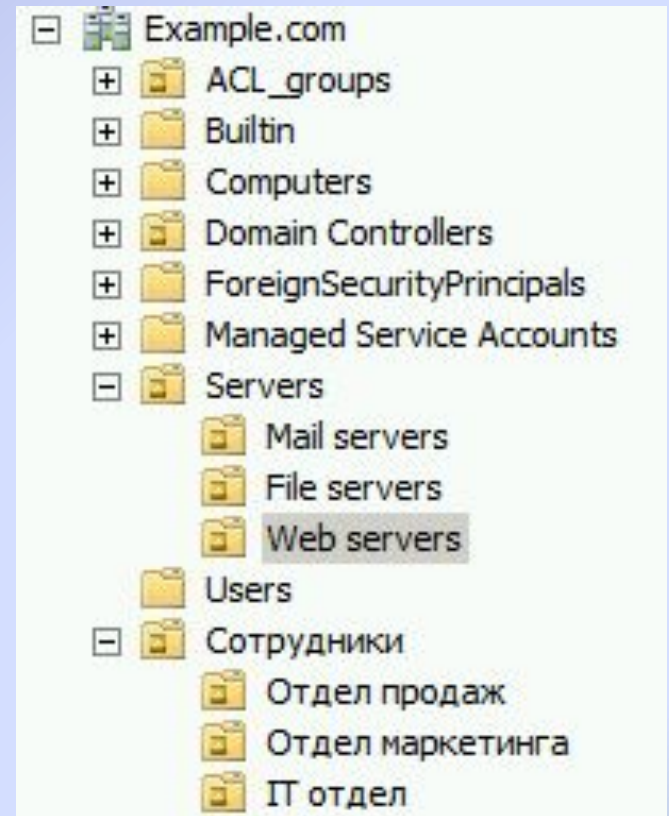 Example.com
ACL_groups
Builtin
Computers
Domain Controllers
ForeignSecurityPrincipals
Managed Service Accounts
Servers
Mail servers
File servers
Web servers
Users
Сотрудники
Отдел продаж
Отдел маркетинга
IT отдел